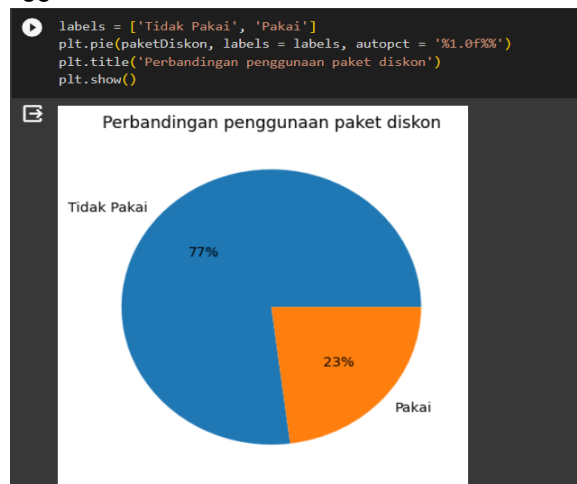 labels = ['Tidak Pakai', 'Pakai']
plt.pie(paketDiskon, labels = labels, autopct = '%1.0f%%')
plt.title('Perbandingan penggunaan paket diskon')
plt.show()
Perbandingan penggunaan paket diskon
Tidak Pakai
77%
23%
Pakai